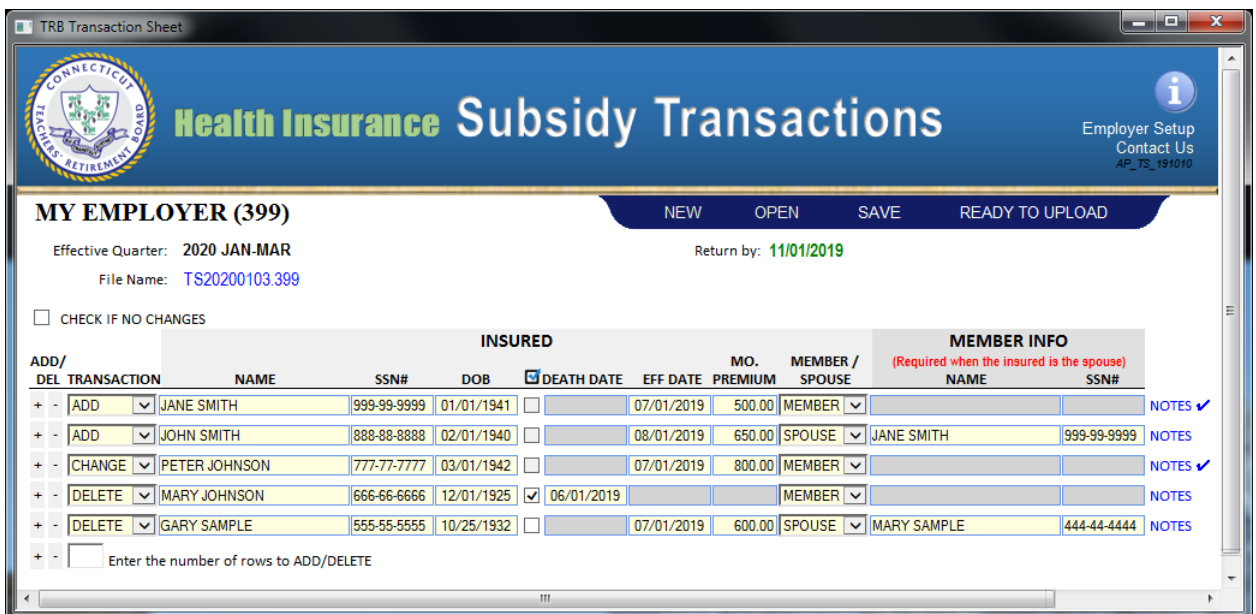 TRB Transaction Sheet
CONNECTICUT TEACHERS' RETIREMENT BOARD
Health Insurance Subsidy Transactions
i
Employer Setup
Contact Us
AP_TS_191010
MY EMPLOYER (399)
NEW OPEN SAVE READY TO UPLOAD
Effective Quarter: 2020 JAN-MAR Return by: 11/01/2019
File Name: TS20200103.399
CHECK IF NO CHANGES
INSURED MEMBER INFO
ADD/ MO. MEMBER / (Required when the insured is the spouse)
DEL TRANSACTION NAME SSN# DOB DEATH DATE EFF DATE PREMIUM SPOUSE NAME SSN#
+ - ADD JANE SMITH 999-99-9999 01/01/1941 07/01/2019 500.00 MEMBER NOTES ✔
+ - ADD JOHN SMITH 888-88-8888 02/01/1940 08/01/2019 650.00 SPOUSE JANE SMITH 999-99-9999 NOTES
+ - CHANGE PETER JOHNSON 777-77-7777 03/01/1942 07/01/2019 800.00 MEMBER NOTES ✔
+ - DELETE MARY JOHNSON 666-66-6666 12/01/1925 06/01/2019 MEMBER NOTES
+ - DELETE GARY SAMPLE 555-55-5555 10/25/1932 07/01/2019 600.00 SPOUSE MARY SAMPLE 444-44-4444 NOTES
+ - Enter the number of rows to ADD/DELETE